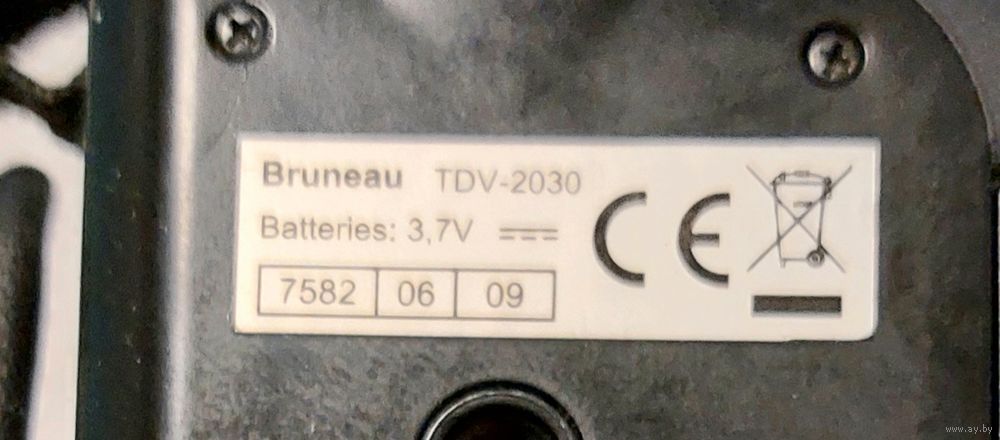 Bruneau TDV-2030
Batteries: 3,7V
7582 06 09
CE
www.ay.by